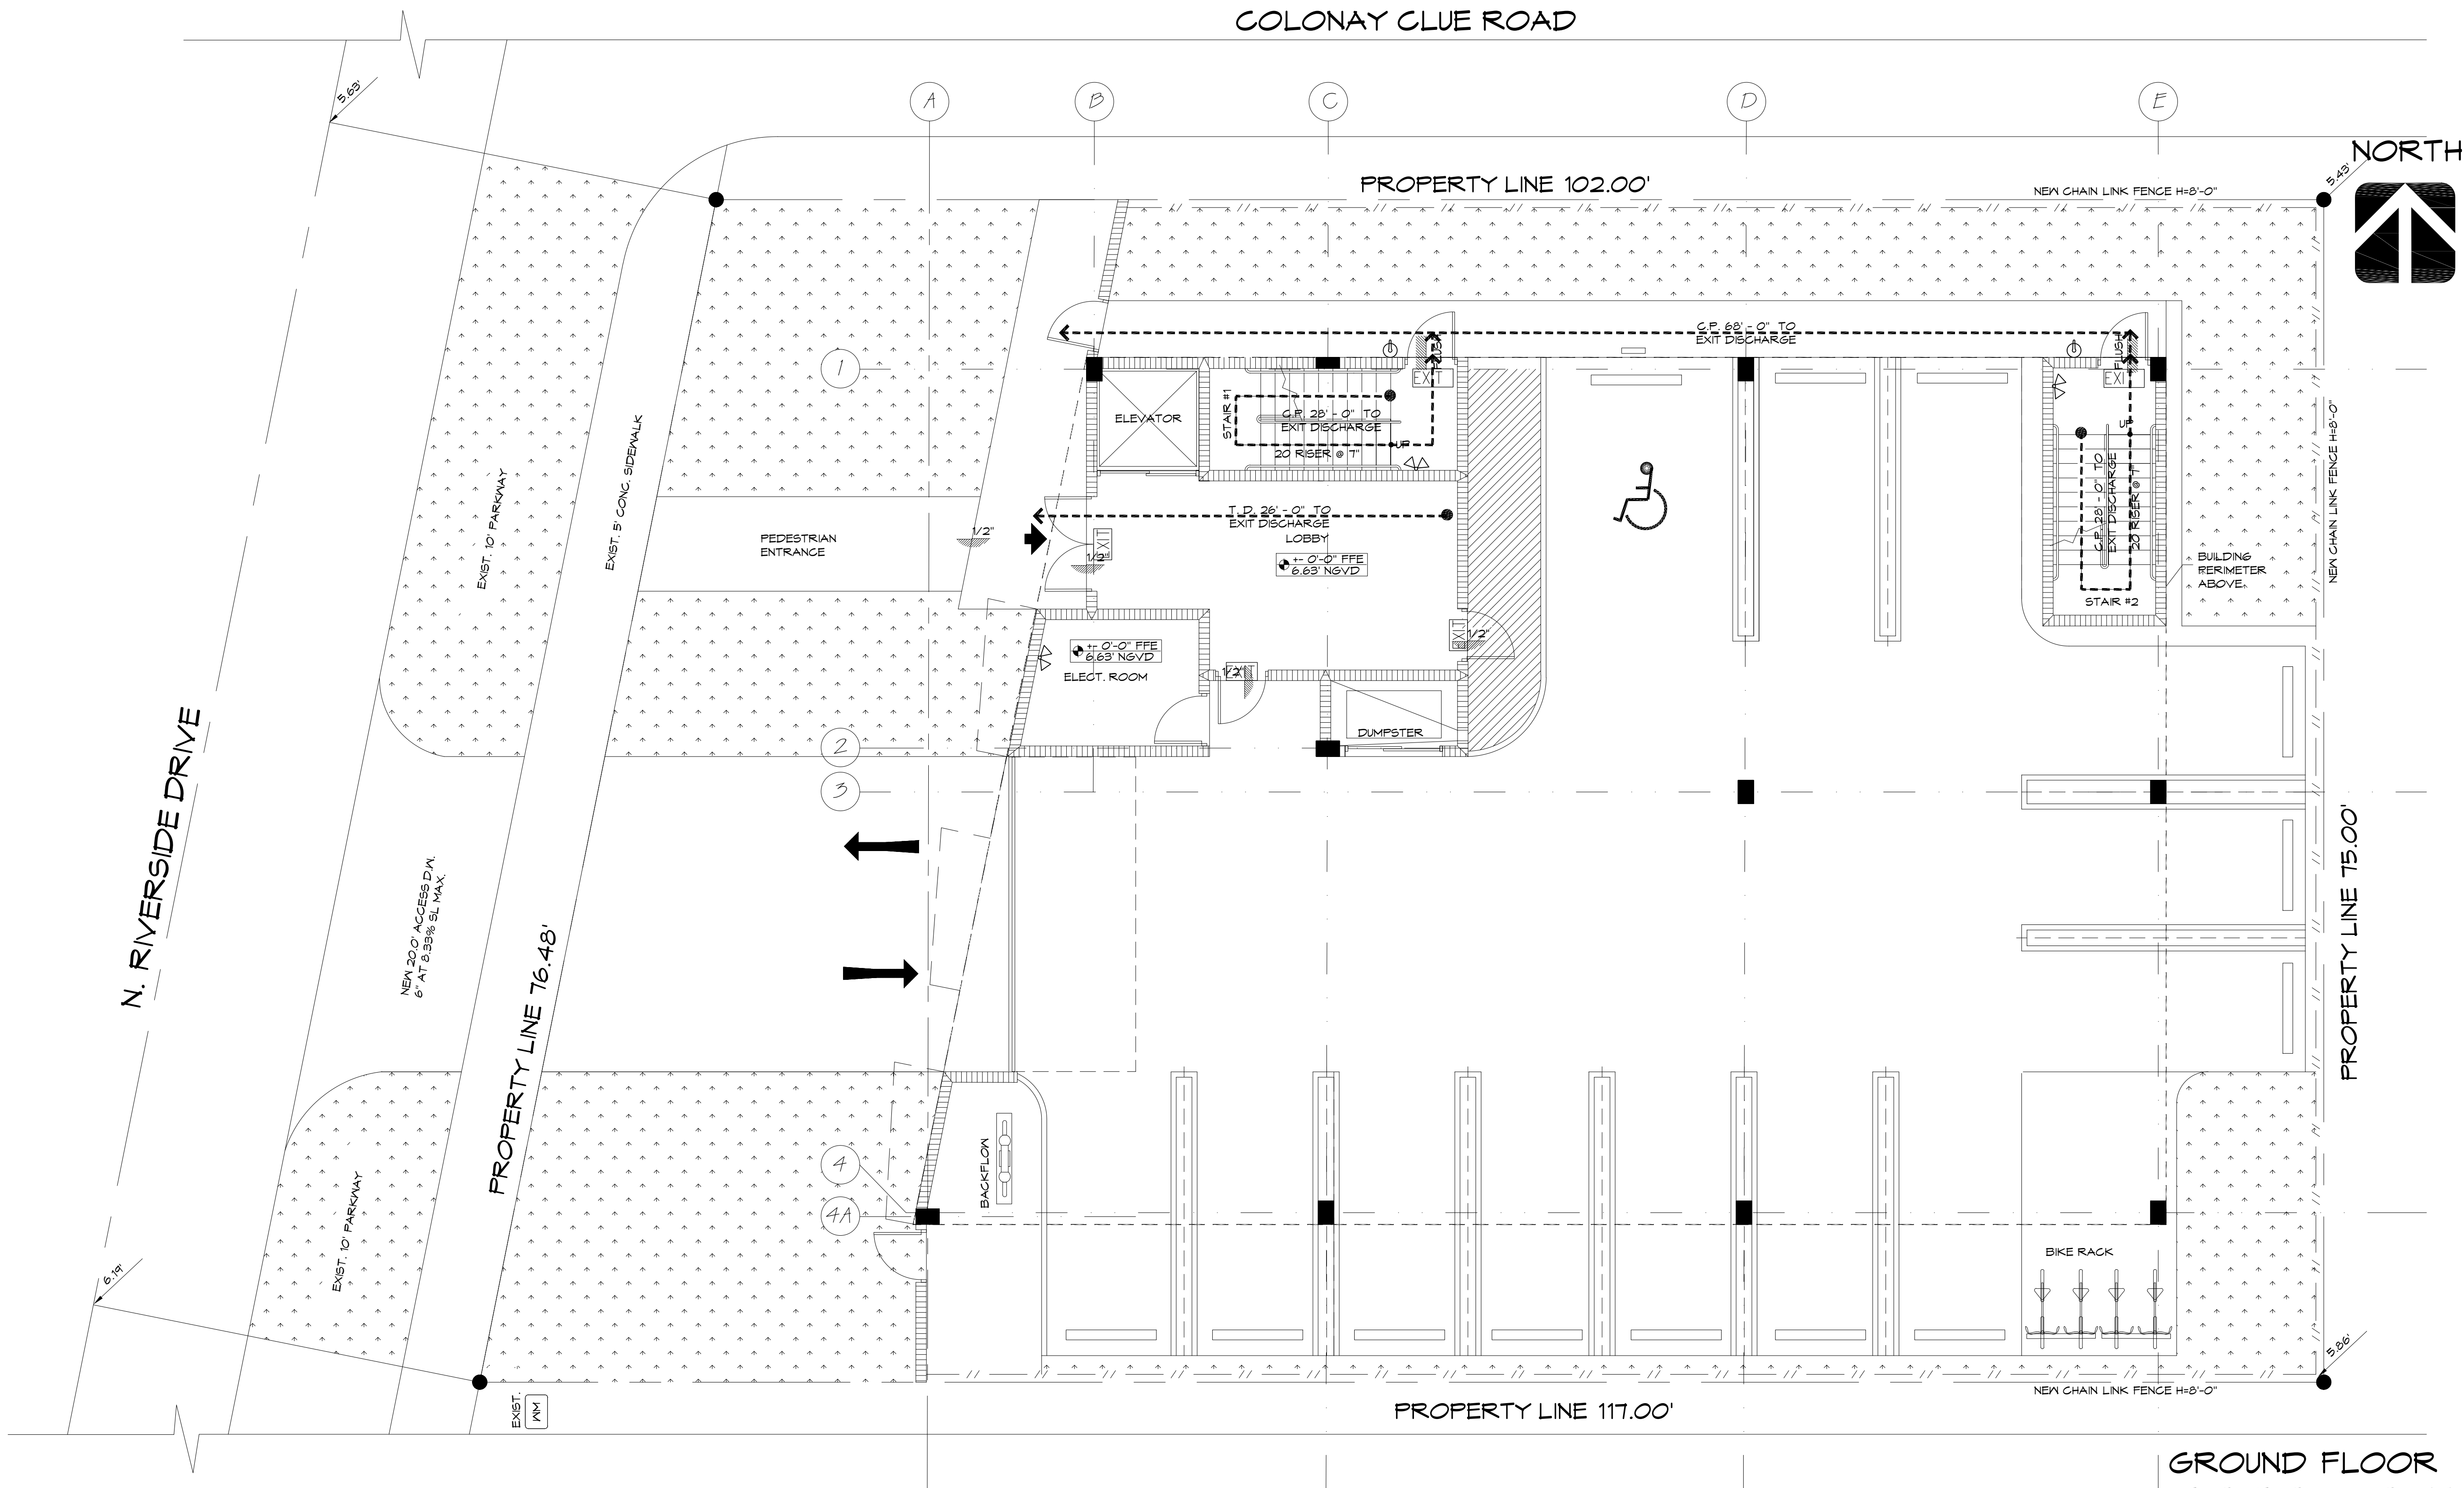 COLONAY CLUE ROAD
5.63'
A
B
C
D
E
NORTH
5.43'
PROPERTY LINE 102.00'
NEW CHAIN LINK FENCE H=8'-0"
C.P. 68' - 0" TO
EXIT DISCHARGE
FLUSH
FLUSH
1
EXIT
EXIT
ELEVATOR
STAIR #1
C.P. 28' - 0" TO
EXIT DISCHARGE
UP
20 RISER @ 7"
UP
C.P. 28' - 0" TO
EXIT DISCHARGE
20 RISER @ 7"
STAIR #2
BUILDING
PERIMETER
ABOVE
NEW CHAIN LINK FENCE H=8'-0"
EXIST. 10' PARKWAY
EXIST. 5' CONC. SIDEWALK
PEDESTRIAN
ENTRANCE
1/2"
EXIT
1/2"
T. D. 26' - 0" TO
EXIT DISCHARGE
LOBBY
+- 0'-0" FFE
6.63' NGVD
EXIT
1/2"
+- 0'-0" FFE
6.63' NGVD
ELECT. ROOM
EXIT
1/2"
DUMPSTER
2
3
N. RIVERSIDE DRIVE
NEW 20.0' ACCESS D.W.
6" AT 8.33% SL MAX.
PROPERTY LINE 76.48'
PROPERTY LINE 75.00'
BACKFLOW
4
4A
EXIST. 10' PARKWAY
6.19'
BIKE RACK
5.86'
EXIST.
WM
NEW CHAIN LINK FENCE H=8'-0"
PROPERTY LINE 117.00'
GROUND FLOOR